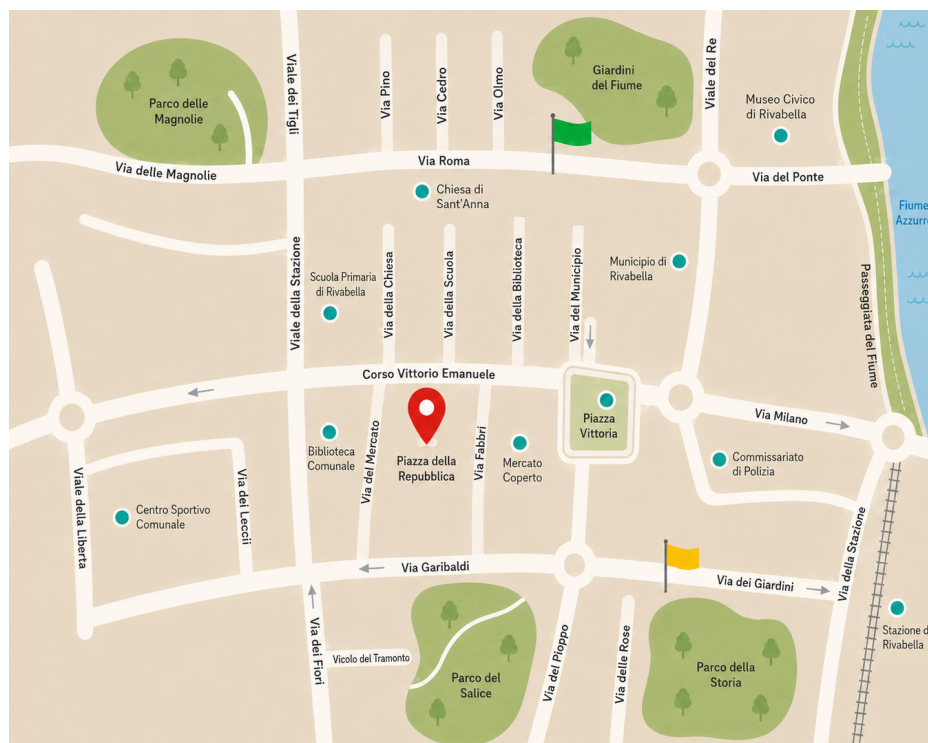 Viale dei Tigli
Via Pino
Via Cedro
Via Olmo
Giardini
del Fiume
Viale del Re
Museo Civico
di Rivabella
Parco delle
Magnolie
Via delle Magnolie
Via Roma
Via del Ponte
Chiesa di
Sant'Anna
Fiume
Azzurro
Viale della Stazione
Scuola Primaria
di Rivabella
Via della Chiesa
Via della Scuola
Via della Biblioteca
Via del Municipio
Municipio di
Rivabella
Passeggiata del Fiume
Corso Vittorio Emanuele
Piazza
Vittoria
Via Milano
Biblioteca
Comunale
Via del Mercato
Piazza della
Repubblica
Via Fabbri
Mercato
Coperto
Commissariato
di Polizia
Viale della Liberta
Centro Sportivo
Comunale
Via dei Leccii
Via della Stazione
Via Garibaldi
Via dei Giardini
Stazione d
Rivabella
Via dei Fiori
Vicolo del Tramonto
Parco del
Salice
Via del Pioppo
Via delle Rose
Parco della
Storia